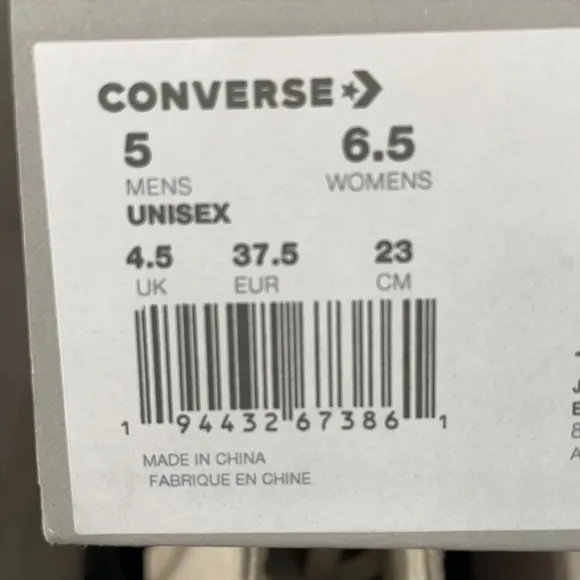 CONVERSE
5 6.5
MENS WOMENS
UNISEX
4.5 37.5 23
UK EUR CM
1 94432 67386 1
MADE IN CHINA
FABRIQUE EN CHINE